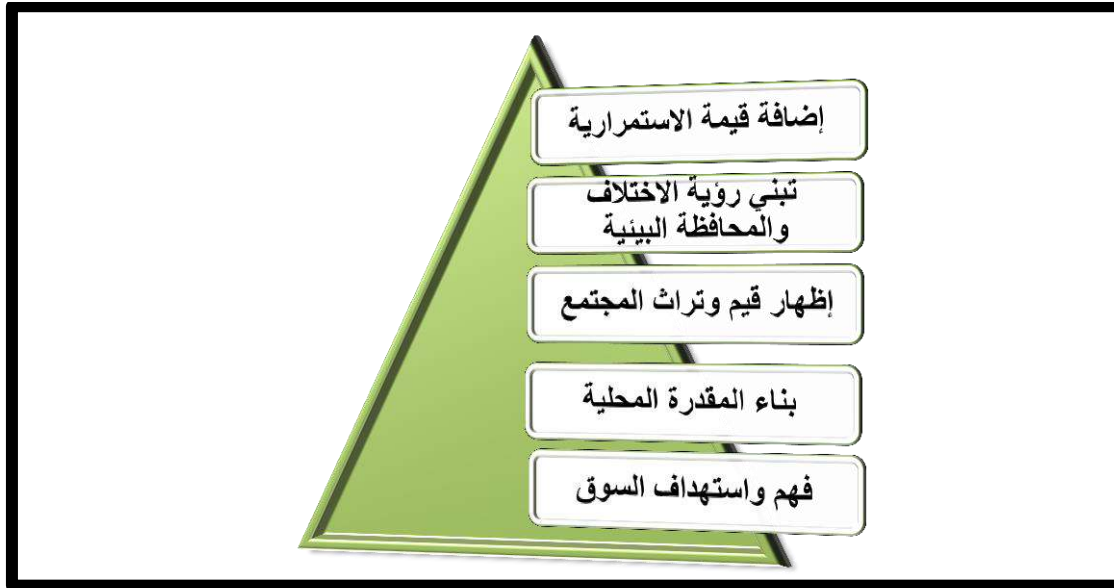 إضافة قيمة الاستمرارية
تبني رؤية الاختلاف
والمحافظة البيئية
إظهار قيم وتراث المجتمع
بناء المقدرة المحلية
فهم واستهداف السوق